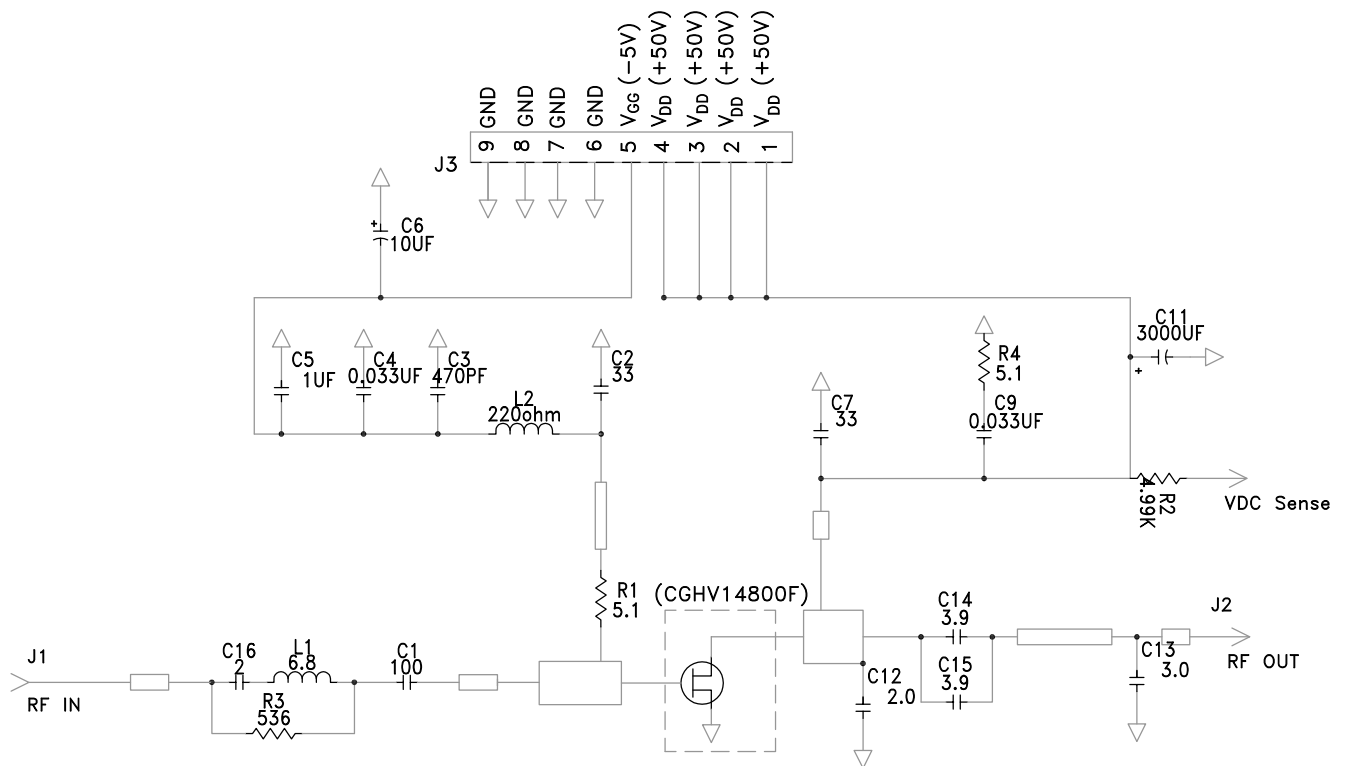 GND
GND
GND
GND
VGG (-5V)
VDD (+50V)
VDD (+50V)
VDD (+50V)
VDD (+50V)
9 8 7 6 5 4 3 2 1
J3
C6
10UF
C11
3000UF
C5
1UF
C4
0.033UF
C3
470PF
C2
33
L2
220ohm
R4
5.1
C7
33
C9
0.033UF
R2
4.99K
VDC Sense
R1
5.1
(CGHV14800F)
C14
3.9
J2
RF OUT
C15
3.9
C13
3.0
C12
2.0
J1
RF IN
C16
2
L1
6.8
C1
100
R3
536